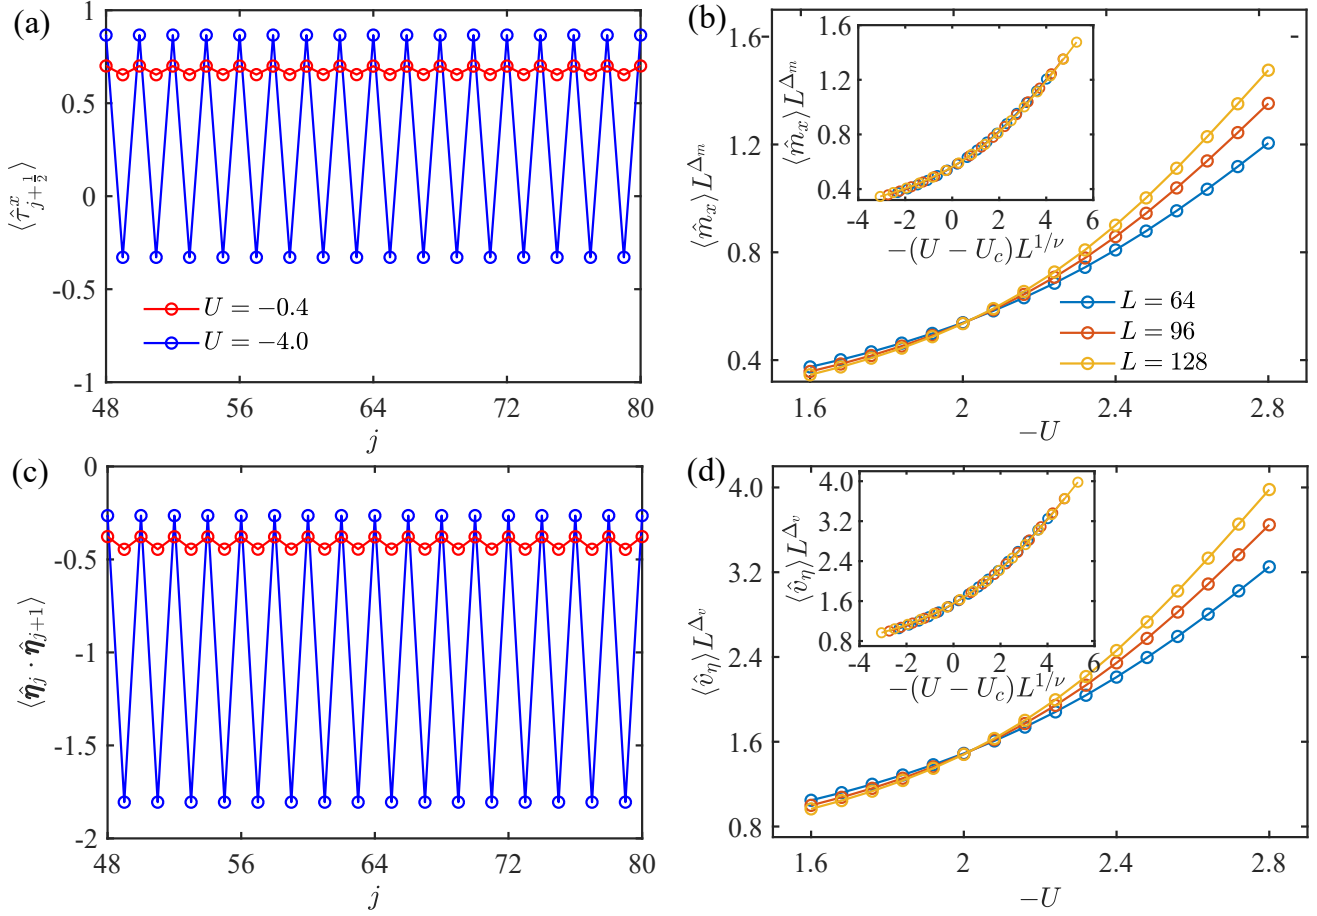 (a)
1
0.5
0
-0.5
-1
⟨τ̂ˣ_{j+1/2}⟩
U = −0.4
U = −4.0
48 56 64 72 80
j
(b)
1.6
1.2
0.8
0.4
⟨m̂_x⟩L^{Δ_m}
1.6 2 2.4 2.8
−U
L = 64
L = 96
L = 128
1.2
0.8
0.4
⟨m̂_x⟩L^{Δ_m}
-4 -2 0 2 4 6
−(U − U_c)L^{1/ν}
(c)
0
-0.5
-1
-1.5
-2
⟨η̂_j · η̂_{j+1}⟩
48 56 64 72 80
j
(d)
4.0
3.2
2.4
1.6
0.8
⟨v̂_η⟩L^{Δ_v}
1.6 2 2.4 2.8
−U
4.0
3.2
2.4
1.6
0.8
⟨v̂_η⟩L^{Δ_v}
-4 -2 0 2 4 6
−(U − U_c)L^{1/ν}